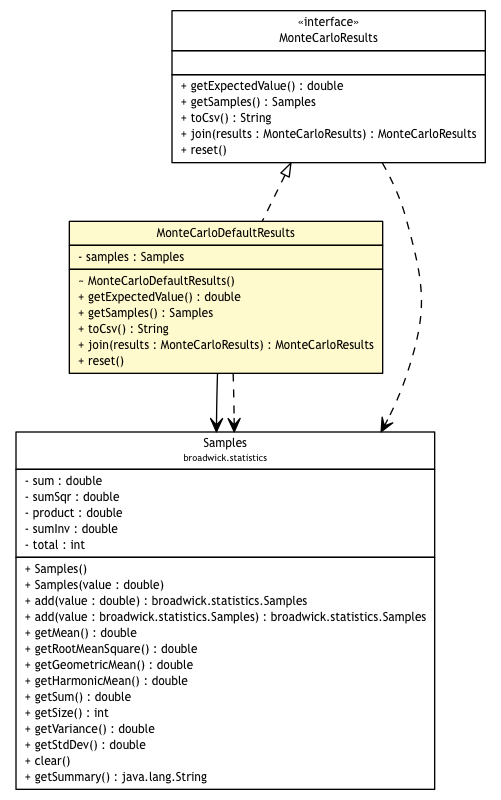 «interface»
MonteCarloResults
+ getExpectedValue() : double
+ getSamples() : Samples
+ toCsv() : String
+ join(results : MonteCarloResults) : MonteCarloResults
+ reset()
MonteCarloDefaultResults
- samples : Samples
~ MonteCarloDefaultResults()
+ getExpectedValue() : double
+ getSamples() : Samples
+ toCsv() : String
+ join(results : MonteCarloResults) : MonteCarloResults
+ reset()
Samples
broadwick.statistics
- sum : double
- sumSqr : double
- product : double
- sumInv : double
- total : int
+ Samples()
+ Samples(value : double)
+ add(value : double) : broadwick.statistics.Samples
+ add(value : broadwick.statistics.Samples) : broadwick.statistics.Samples
+ getMean() : double
+ getRootMeanSquare() : double
+ getGeometricMean() : double
+ getHarmonicMean() : double
+ getSum() : double
+ getSize() : int
+ getVariance() : double
+ getStdDev() : double
+ clear()
+ getSummary() : java.lang.String